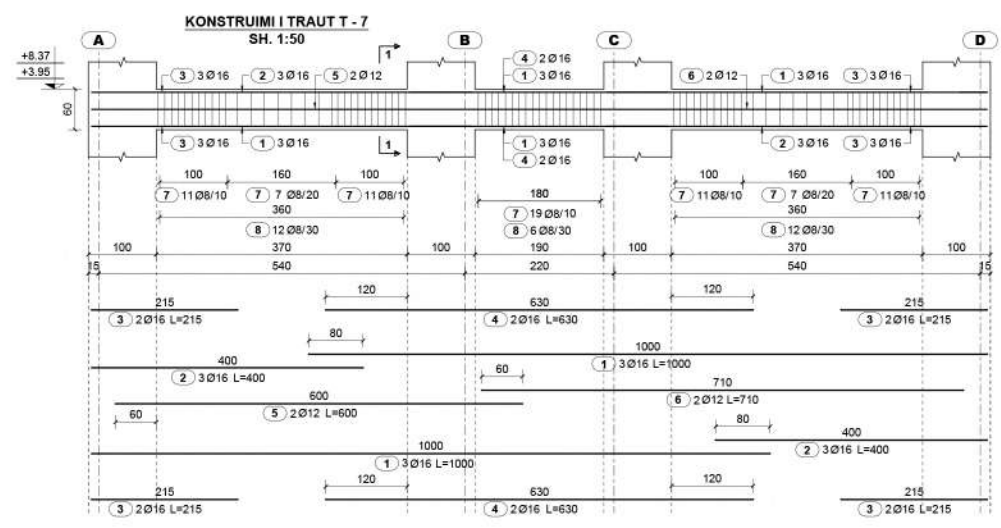 KONSTRUIMI I TRAUT T - 7
SH. 1:50
A B C D
+8.37
+3.95
1
3 3Ø16 2 3Ø16 5 2Ø12
4 2Ø16
1 3Ø16
6 2Ø12 1 3Ø16 3 3Ø16
60
3 3Ø16 1 3Ø16
1
1 3Ø16
4 2Ø16
2 3Ø16 3 3Ø16
100 160 100 180 100 160 100
7 11Ø8/10 7 7 Ø8/20 7 11Ø8/10 7 19Ø8/10 7 11Ø8/10 7 7 Ø8/20 7 11Ø8/10
360 360
8 12Ø8/30 8 6Ø8/30 8 12Ø8/30
100 370 100 190 100 370 100
15 540 220 540 15
120 120
215 630 215
3 2Ø16 L=215 4 2Ø16 L=630 3 2Ø16 L=215
80
1000
1 3Ø16 L=1000
400
2 3Ø16 L=400
60
710
6 2Ø12 L=710
600
5 2Ø12 L=600
60
80
400
2 3Ø16 L=400
1000
1 3Ø16 L=1000
120 120
215 630 215
3 2Ø16 L=215 4 2Ø16 L=630 3 2Ø16 L=215